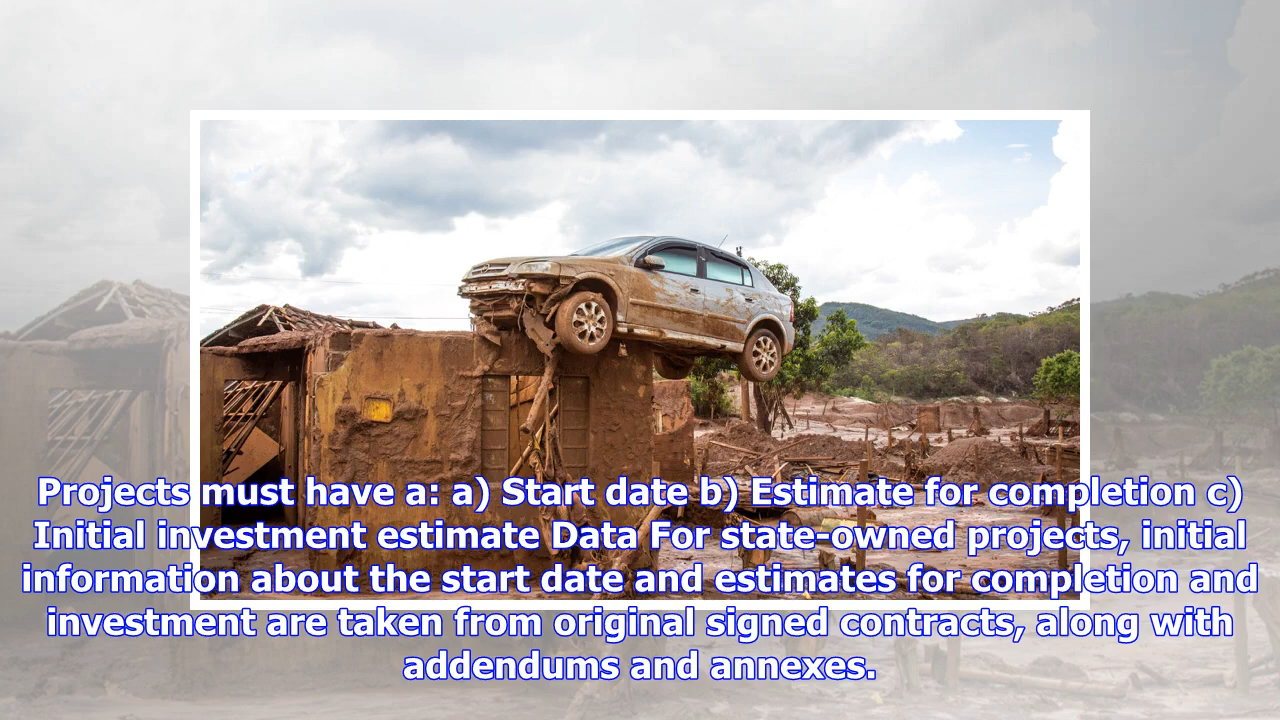 Projects must have a: a) Start date b) Estimate for completion c)
Initial investment estimate Data For state-owned projects, initial
information about the start date and estimates for completion and
investment are taken from original signed contracts, along with
addendums and annexes.